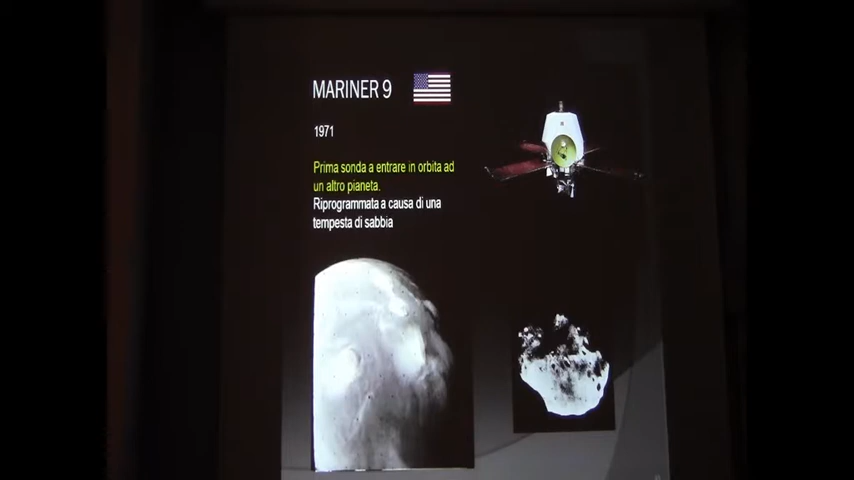 MARINER 9
1971
Prima sonda a entrare in orbita ad
un altro pianeta.
Riprogrammata a causa di una
tempesta di sabbia